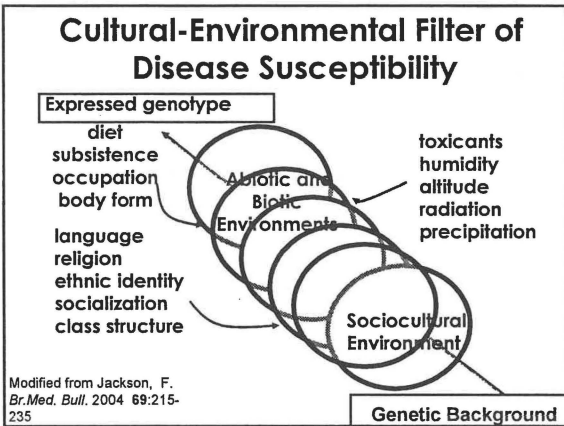 Cultural-Environmental Filter of
Disease Susceptibility
Expressed genotype
diet
subsistence
occupation
body form
language
religion
ethnic identity
socialization
class structure
Abiotic and
Biotic
Environments
toxicants
humidity
altitude
radiation
precipitation
Sociocultural
Environment
Modified from Jackson, F.
Br.Med. Bull. 2004 69:215-
235
Genetic Background